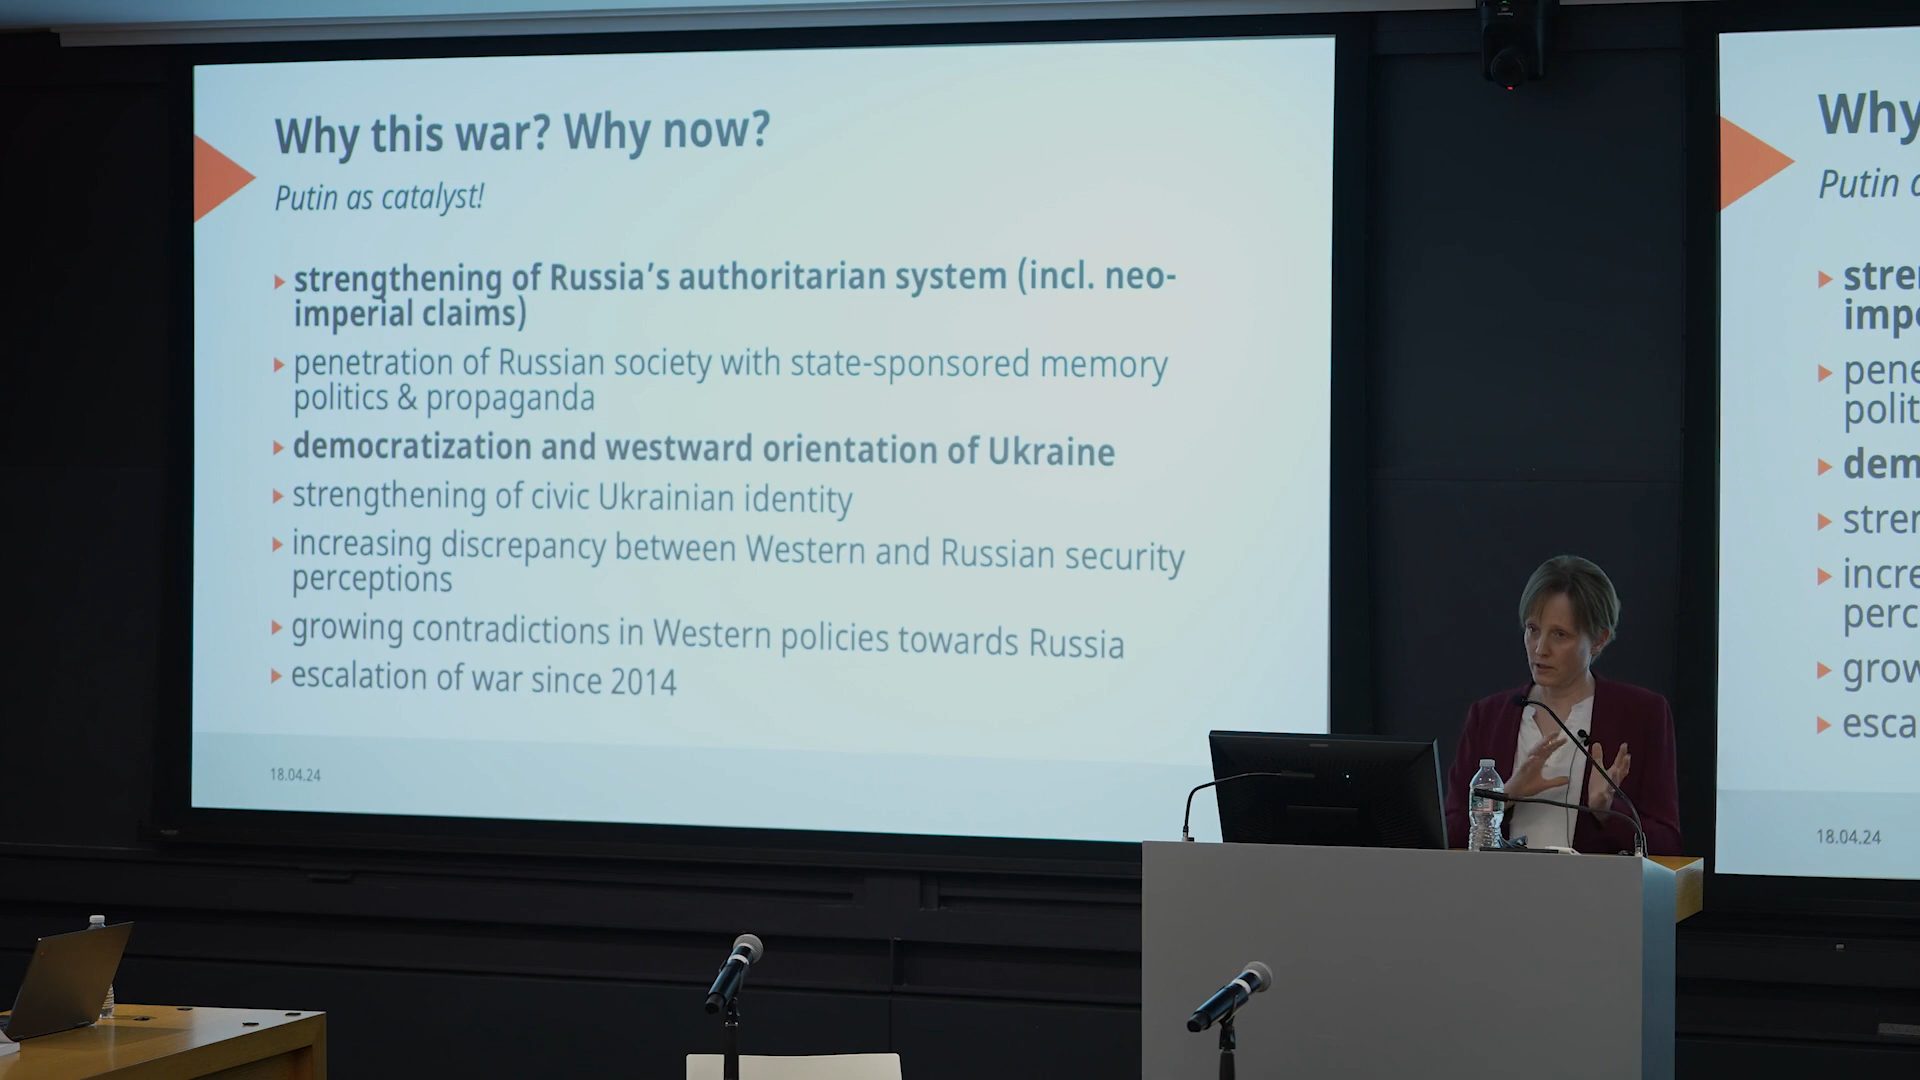 Why this war? Why now?
Putin as catalyst!
strengthening of Russia's authoritarian system (incl. neo-
imperial claims)
penetration of Russian society with state-sponsored memory
politics & propaganda
democratization and westward orientation of Ukraine
strengthening of civic Ukrainian identity
increasing discrepancy between Western and Russian security
perceptions
growing contradictions in Western policies towards Russia
escalation of war since 2014
18.04.24
Why
Putin
stre
impe
pene
polit
dem
stren
incre
perc
grow
esca
18.04.24